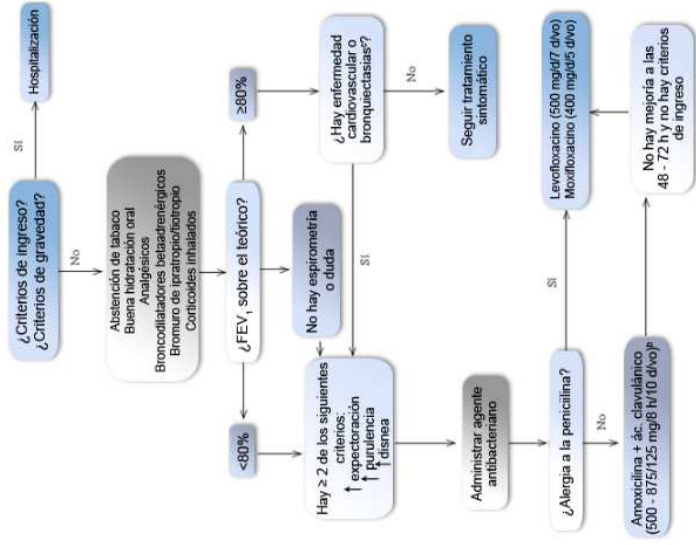 ¿Criterios de ingreso?
¿Criterios de gravedad?
Sí
Hospitalización
No
Abstención de tabaco
Buena hidratación oral
Analgésicos
Broncodilatadores betaadrenérgicos
Bromuro de ipratropio/tiotropio
Corticoides inhalados
¿FEV₁ sobre el teórico?
<80%
No hay espirometría
o duda
≥80%
¿Hay enfermedad
cardiovascular o
bronquiectasiasᶜ?
Sí
No
Seguir tratamiento
sintomático
Hay ≥ 2 de los siguientes
criterios:
↑ expectoración
↑ purulencia
↑ disnea
Administrar agente
antibacteriano
¿Alergia a la penicilina?
Sí
Levofloxacino (500 mg/d/7 d/vo)
Moxifloxacino (400 mg/d/5 d/vo)
No
Amoxicilina + ác. clavulánico
(500 - 875/125 mg/8 h/10 d/vo)ᵇ
No hay mejoría a las
48 - 72 h y no hay criterios
de ingreso